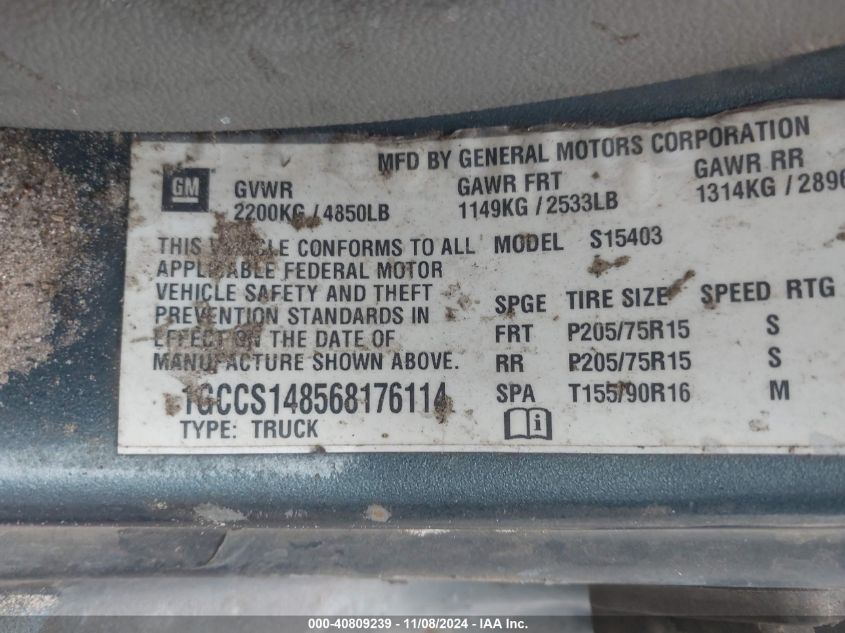 MFD BY GENERAL MOTORS CORPORATION
GM
GVWR GAWR FRT GAWR RR
2200KG / 4850LB 1149KG / 2533LB 1314KG / 2896
THIS VEHICLE CONFORMS TO ALL MODEL S15403
APPLICABLE FEDERAL MOTOR
VEHICLE SAFETY AND THEFT SPGE TIRE SIZE SPEED RTG
PREVENTION STANDARDS IN
EFFECT ON THE DATE OF FRT P205/75R15 S
MANUFACTURE SHOWN ABOVE. RR P205/75R15 S
1GCCS148568176114 SPA T155/90R16 M
TYPE: TRUCK i
000-40809239 - 11/08/2024 - IAA Inc.